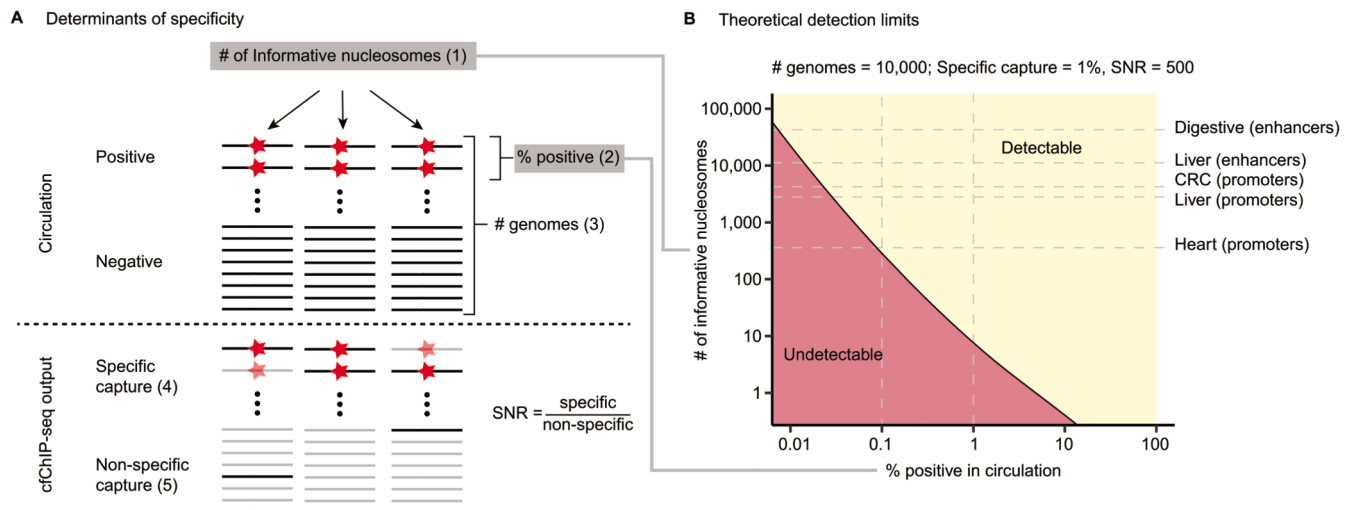 A Determinants of specificity
# of Informative nucleosomes (1)
Circulation
Positive
% positive (2)
# genomes (3)
Negative
cfChIP-seq output
Specific
capture (4)
SNR = specific
non-specific
Non-specific
capture (5)
B Theoretical detection limits
# genomes = 10,000; Specific capture = 1%, SNR = 500
# of informative nucleosomes
100,000
10,000
1,000
100
10
1
Detectable
Undetectable
Digestive (enhancers)
Liver (enhancers)
CRC (promoters)
Liver (promoters)
Heart (promoters)
0.01 0.1 1 10 100
% positive in circulation